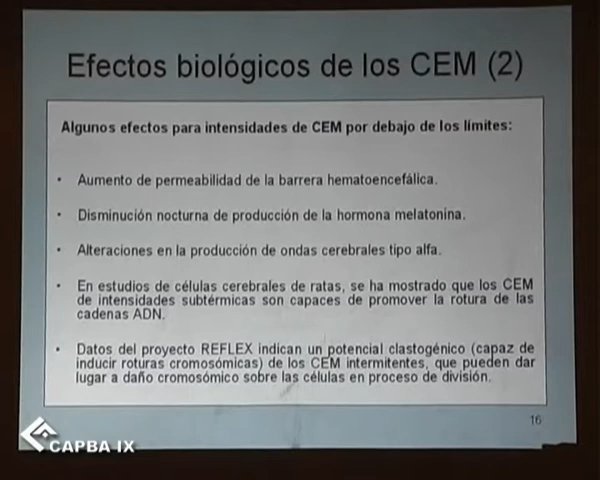 Efectos biológicos de los CEM (2)
Algunos efectos para intensidades de CEM por debajo de los límites:
• Aumento de permeabilidad de la barrera hematoencefálica.
• Disminución nocturna de producción de la hormona melatonina.
• Alteraciones en la producción de ondas cerebrales tipo alfa.
• En estudios de células cerebrales de ratas, se ha mostrado que los CEM
de intensidades subtérmicas son capaces de promover la rotura de las
cadenas ADN.
• Datos del proyecto REFLEX indican un potencial clastogénico (capaz de
inducir roturas cromosómicas) de los CEM intermitentes, que pueden dar
lugar a daño cromosómico sobre las células en proceso de división.
16
CAPBA IX